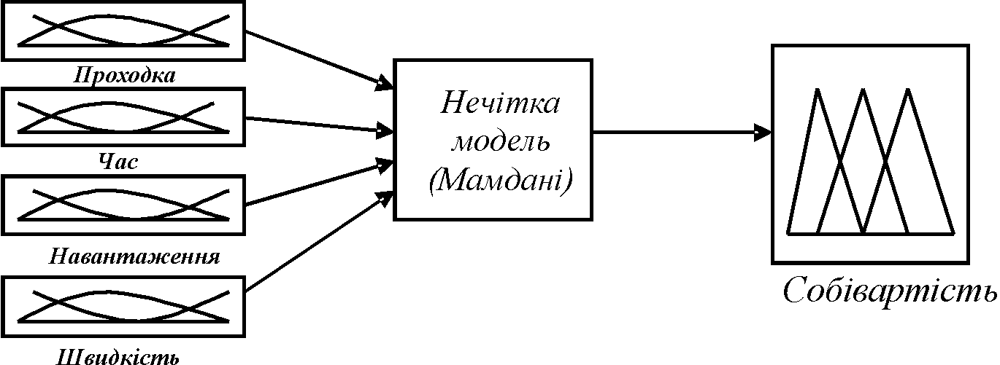 Проходка
Час
Навантаження
Швидкість
Нечітка
модель
(Мамдані)
Собівартість